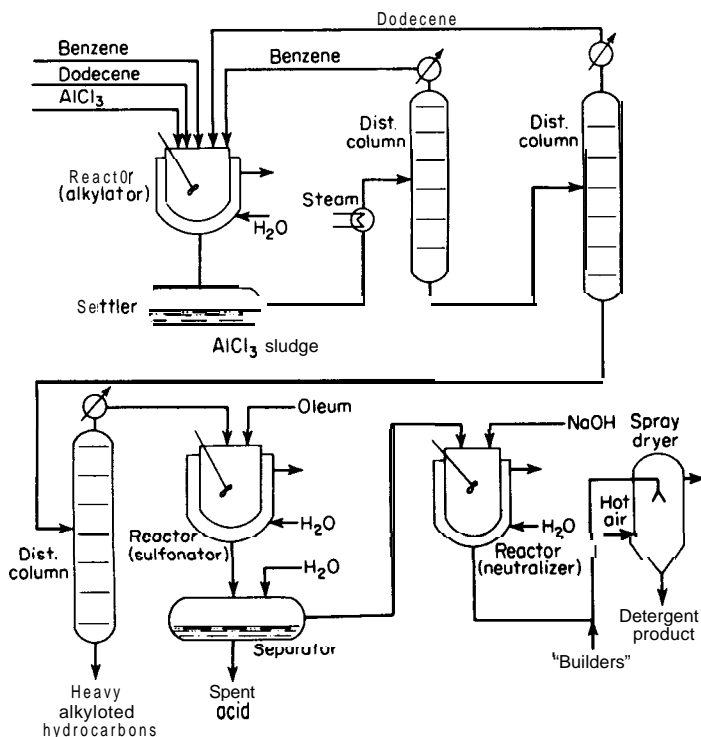 Dodecene
Benzene
Benzene
Dodecene
AlCl3
Dist.
column
Dist.
column
Reactor
(alkylator)
Steam
H2O
Settler
AlCl3 sludge
Oleum
NaOH
Spray
dryer
Hot
air
H2O
H2O
Reactor
(sulfonator)
Reactor
(neutralizer)
Dist.
column
H2O
Detergent
product
Separator
"Builders"
Heavy
alkyloted
hydrocarbons
Spent
acid